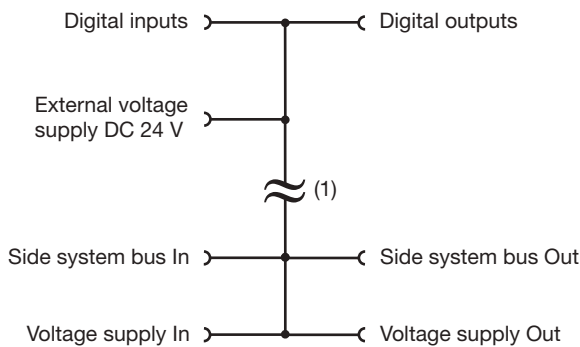 Digital inputs
Digital outputs
External voltage
supply DC 24 V
(1)
Side system bus In
Side system bus Out
Voltage supply In
Voltage supply Out